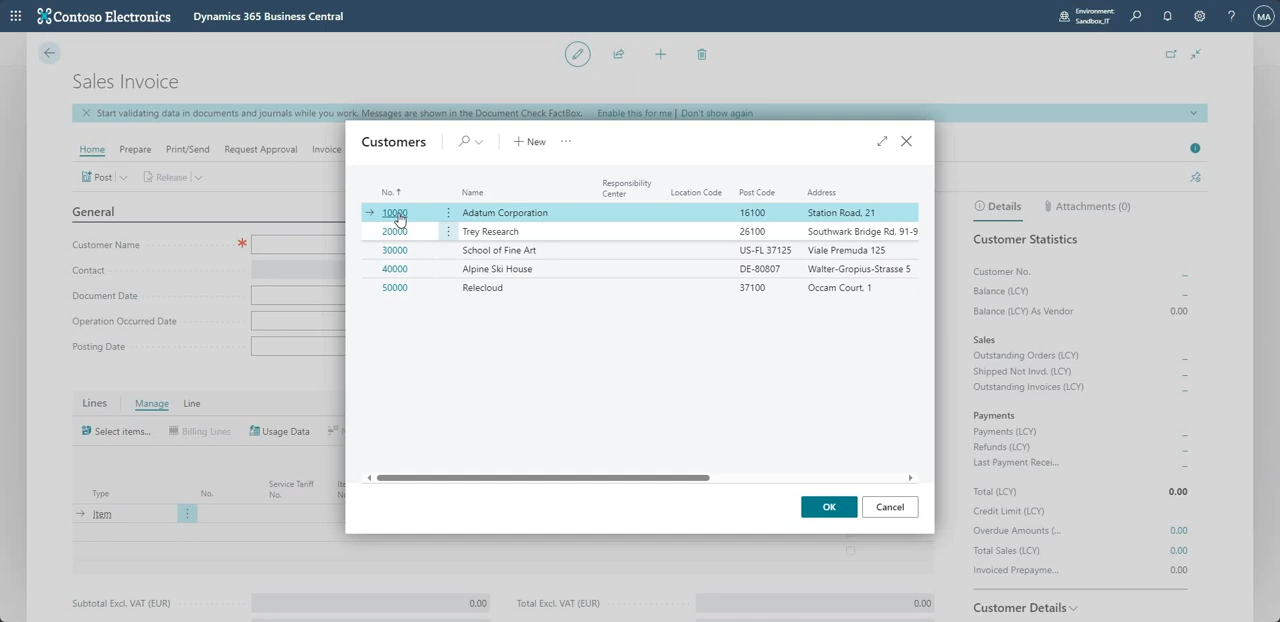 Contoso Electronics
Dynamics 365 Business Central
Environment:
Sandbox_IT
MA
Sales Invoice
Start validating data in documents and journals while you work. Messages are shown in the Document Check FactBox. Enable this for me | Don't show again
Customers
New
Home Prepare Print/Send Request Approval Invoice
Post Release
General
Customer Name
Contact
Document Date
Operation Occurred Date
Posting Date
No. ↑ Name Responsibility Center Location Code Post Code Address
10000 Adatum Corporation 16100 Station Road, 21
20000 Trey Research 26100 Southwark Bridge Rd, 91-9
30000 School of Fine Art US-FL 37125 Viale Premuda 125
40000 Alpine Ski House DE-80807 Walter-Gropius-Strasse 5
50000 Relecloud 37100 Occam Court, 1
OK Cancel
Lines Manage Line
Select items... Billing Lines Usage Data
Type No. Service Tariff No.
Item
Subtotal Excl. VAT (EUR) 0.00 Total Excl. VAT (EUR) 0.00
Details Attachments (0)
Customer Statistics
Customer No. _
Balance (LCY) _
Balance (LCY) As Vendor 0.00
Sales
Outstanding Orders (LCY) _
Shipped Not Invd. (LCY) _
Outstanding Invoices (LCY) _
Payments
Payments (LCY) _
Refunds (LCY) _
Last Payment Recei... _
Total (LCY) 0.00
Credit Limit (LCY)
Overdue Amounts (... 0.00
Total Sales (LCY) 0.00
Invoiced Prepayme... 0.00
Customer Details